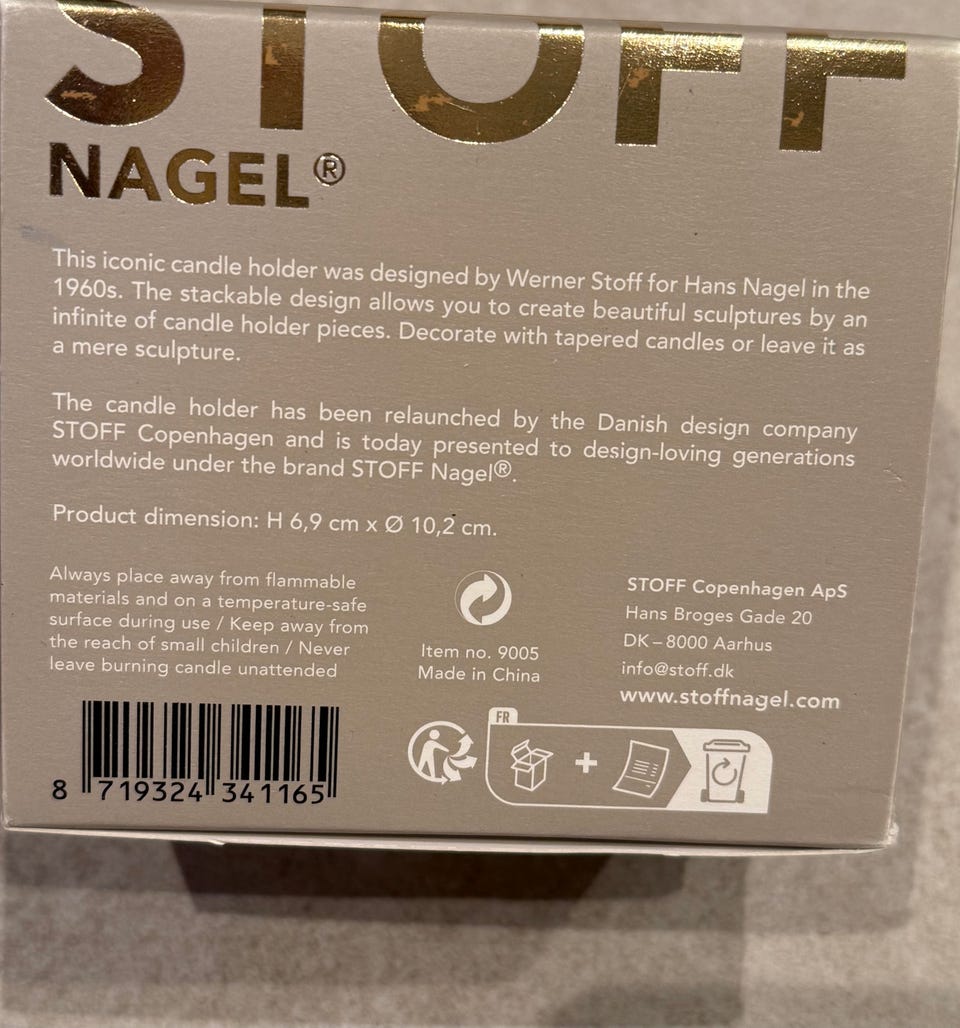 STOFF
NAGEL®
This iconic candle holder was designed by Werner Stoff for Hans Nagel in the
1960s. The stackable design allows you to create beautiful sculptures by an
infinite of candle holder pieces. Decorate with tapered candles or leave it as
a mere sculpture.
The candle holder has been relaunched by the Danish design company
STOFF Copenhagen and is today presented to design-loving generations
worldwide under the brand STOFF Nagel®.
Product dimension: H 6,9 cm x Ø 10,2 cm.
Always place away from flammable
materials and on a temperature-safe
surface during use / Keep away from
the reach of small children / Never
leave burning candle unattended
Item no. 9005
Made in China
STOFF Copenhagen ApS
Hans Broges Gade 20
DK – 8000 Aarhus
info@stoff.dk
www.stoffnagel.com
8 719324 341165
FR
+